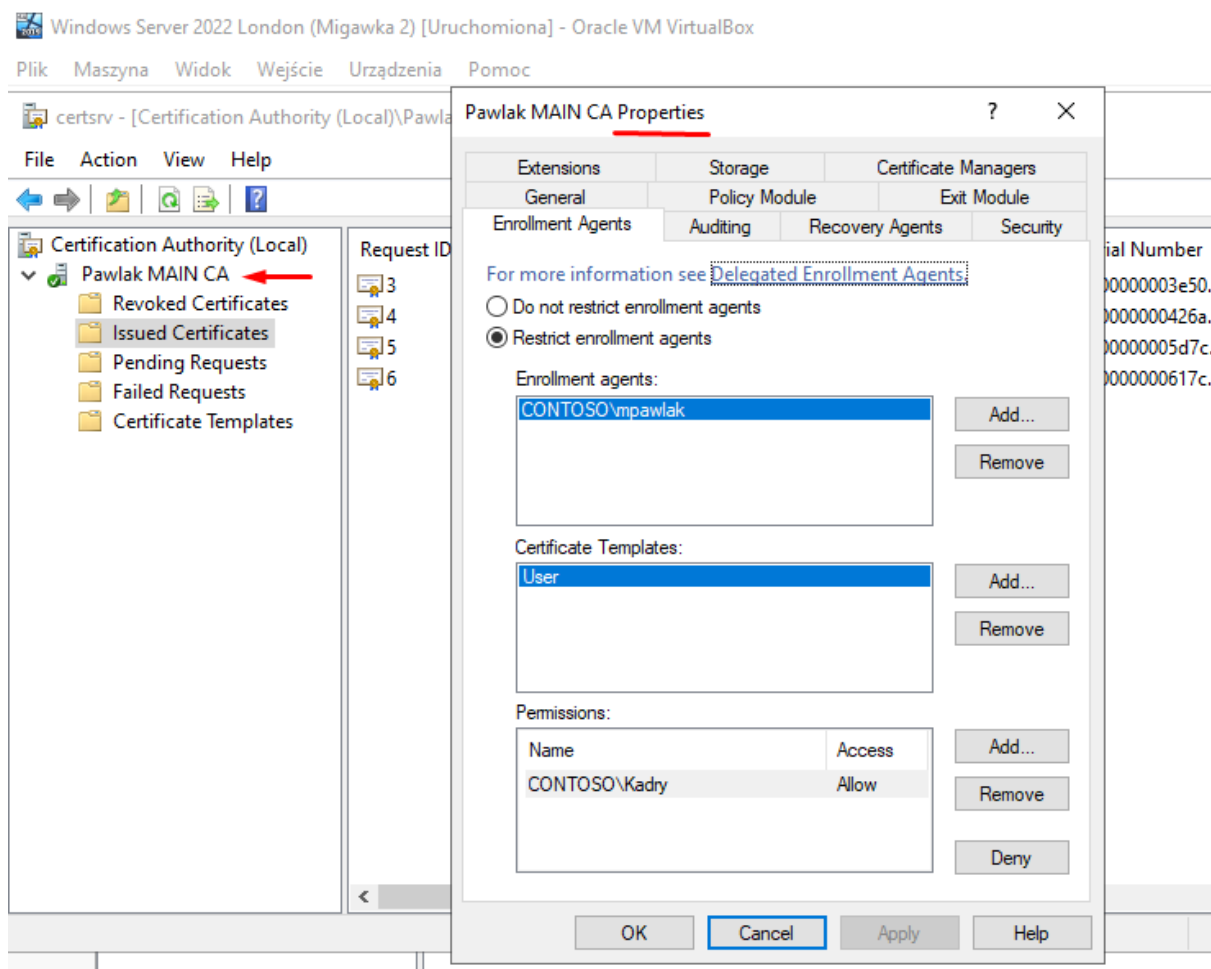 Windows Server 2022 London (Migawka 2) [Uruchomiona] - Oracle VM VirtualBox
Plik Maszyna Widok Wejście Urządzenia Pomoc
certsrv - [Certification Authority (Local)\Pawla
File Action View Help
Certification Authority (Local)
Pawlak MAIN CA
Revoked Certificates
Issued Certificates
Pending Requests
Failed Requests
Certificate Templates
Request ID
3
4
5
6
Pawlak MAIN CA Properties
? X
Extensions Storage Certificate Managers
General Policy Module Exit Module
Enrollment Agents Auditing Recovery Agents Security
For more information see Delegated Enrollment Agents.
Do not restrict enrollment agents
Restrict enrollment agents
Enrollment agents:
CONTOSO\mpawlak
Add...
Remove
Certificate Templates:
User
Add...
Remove
Permissions:
Name Access
CONTOSO\Kadry Allow
Add...
Remove
Deny
OK Cancel Apply Help
ial Number
00000003e50.
0000000426a.
00000005d7c.
0000000617c.